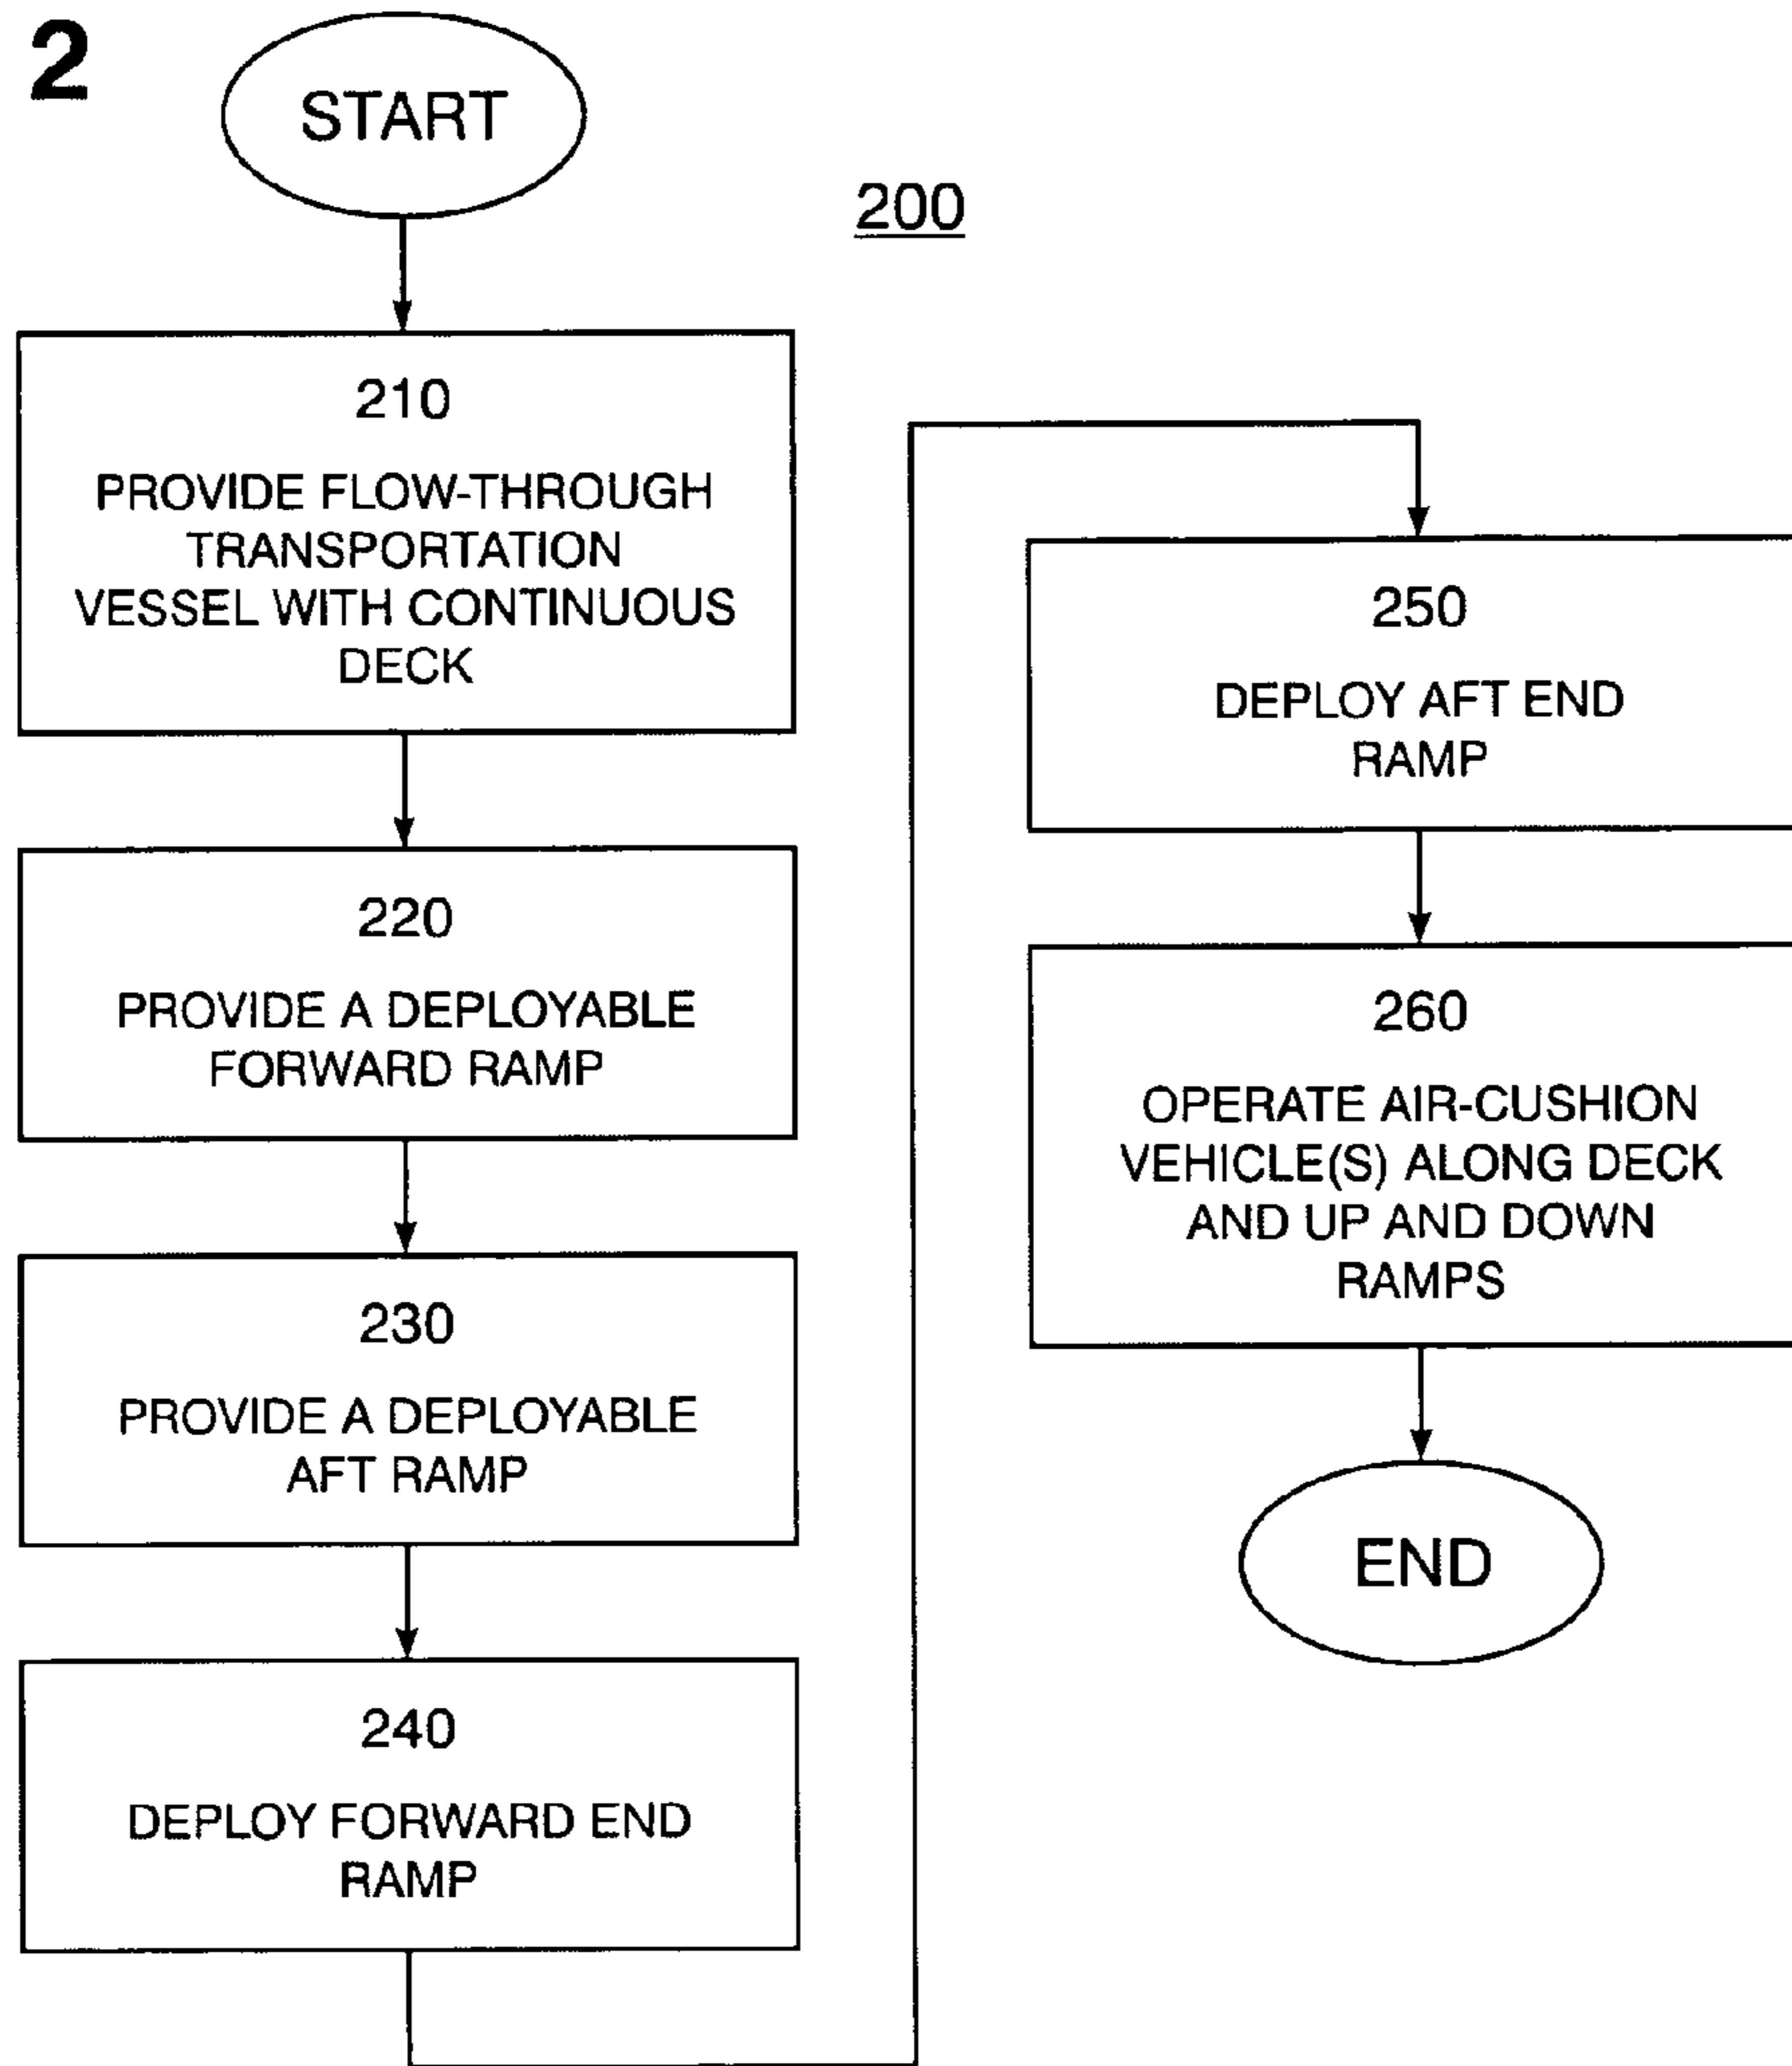 2
START
200
210
PROVIDE FLOW-THROUGH
TRANSPORTATION
VESSEL WITH CONTINUOUS
DECK
220
PROVIDE A DEPLOYABLE
FORWARD RAMP
230
PROVIDE A DEPLOYABLE
AFT RAMP
240
DEPLOY FORWARD END
RAMP
250
DEPLOY AFT END
RAMP
260
OPERATE AIR-CUSHION
VEHICLE(S) ALONG DECK
AND UP AND DOWN
RAMPS
END